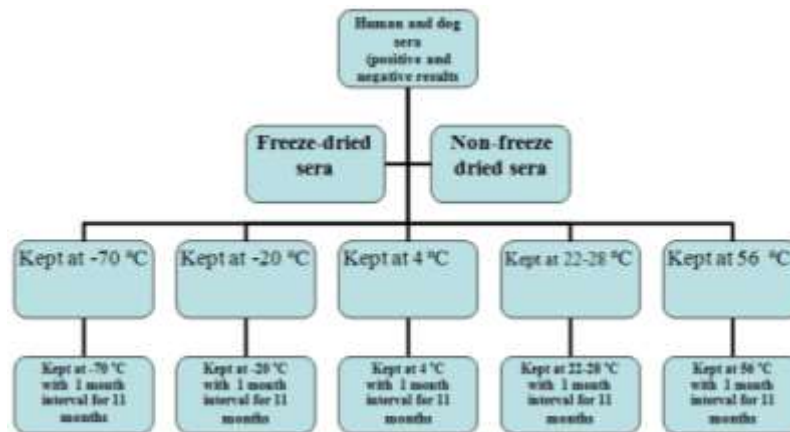 Human and dog
sera
(positive and
negative results
Freeze-dried
sera
Non-freeze
dried sera
Kept at -70 °C
Kept at -20 °C
Kept at 4 °C
Kept at 22-28 °C
Kept at 56 °C
Kept at -70 °C
with 1 month
interval for 11
months
Kept at -20 °C
with 1 month
interval for 11
months
Kept at 4 °C
with 1 month
interval for 11
months
Kept at 22-28 °C
with 1 month
interval for 11
months
Kept at 56 °C
with 1 month
interval for 11
months